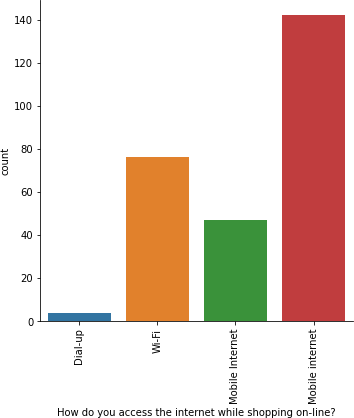 140
120
100
80
60
40
20
0
count
Dial-up
Wi-Fi
Mobile Internet
Mobile internet
How do you access the internet while shopping on-line?